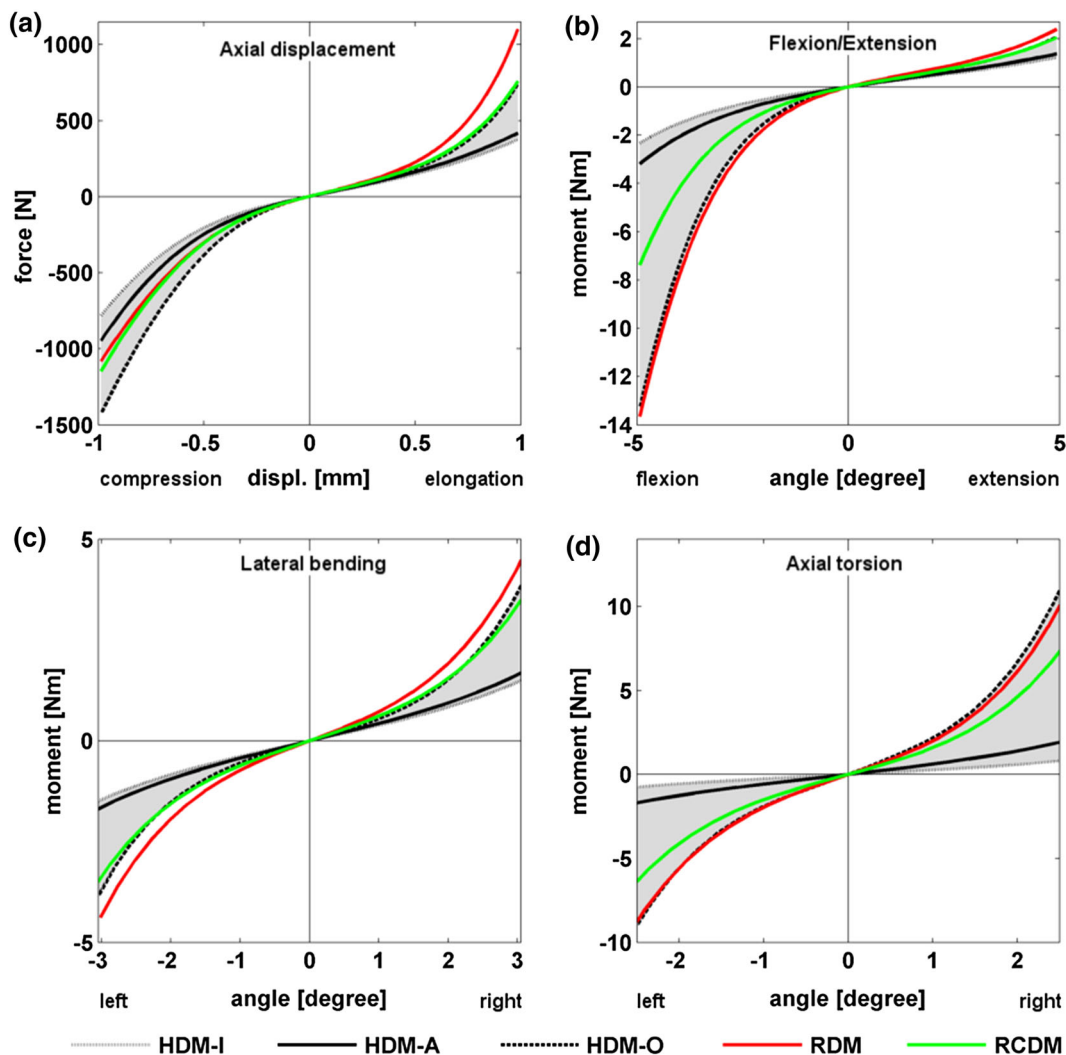 (a)
Axial displacement
force [N]
1000
500
0
-500
-1000
-1500
-1 -0.5 0 0.5 1
compression displ. [mm] elongation
(b)
Flexion/Extension
moment [Nm]
2
0
-2
-4
-6
-8
-10
-12
-14
-5 0 5
flexion angle [degree] extension
(c)
Lateral bending
moment [Nm]
5
0
-5
-3 -2 -1 0 1 2 3
left angle [degree] right
(d)
Axial torsion
moment [Nm]
10
5
0
-5
-10
-2 -1 0 1 2
left angle [degree] right
HDM-I HDM-A HDM-O RDM RCDM